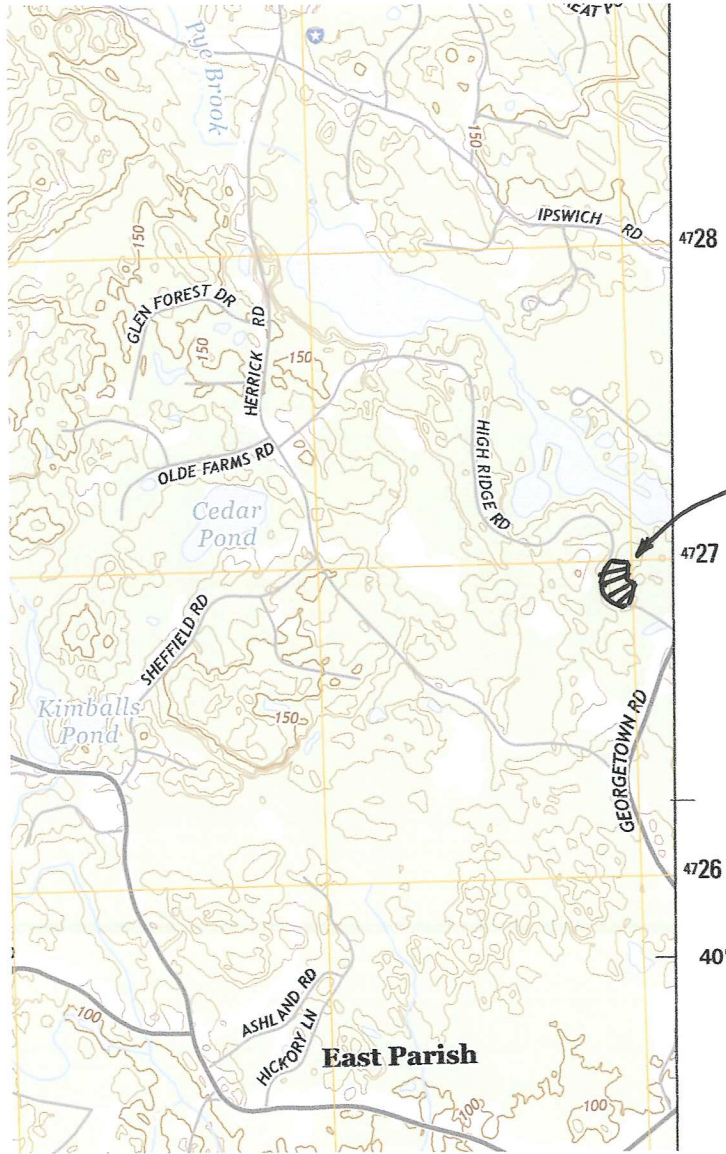 Pye Brook
150
IPSWICH RD
4728
150
GLEN FOREST DR
HERRICK RD
150
150
OLDE FARMS RD
HIGH RIDGE RD
Cedar
Pond
4727
SHEFFIELD RD
Kimballs
Pond
150
GEORGETOWN RD
4726
40'
ASHLAND RD
HICKORY LN
100
East Parish
100
100